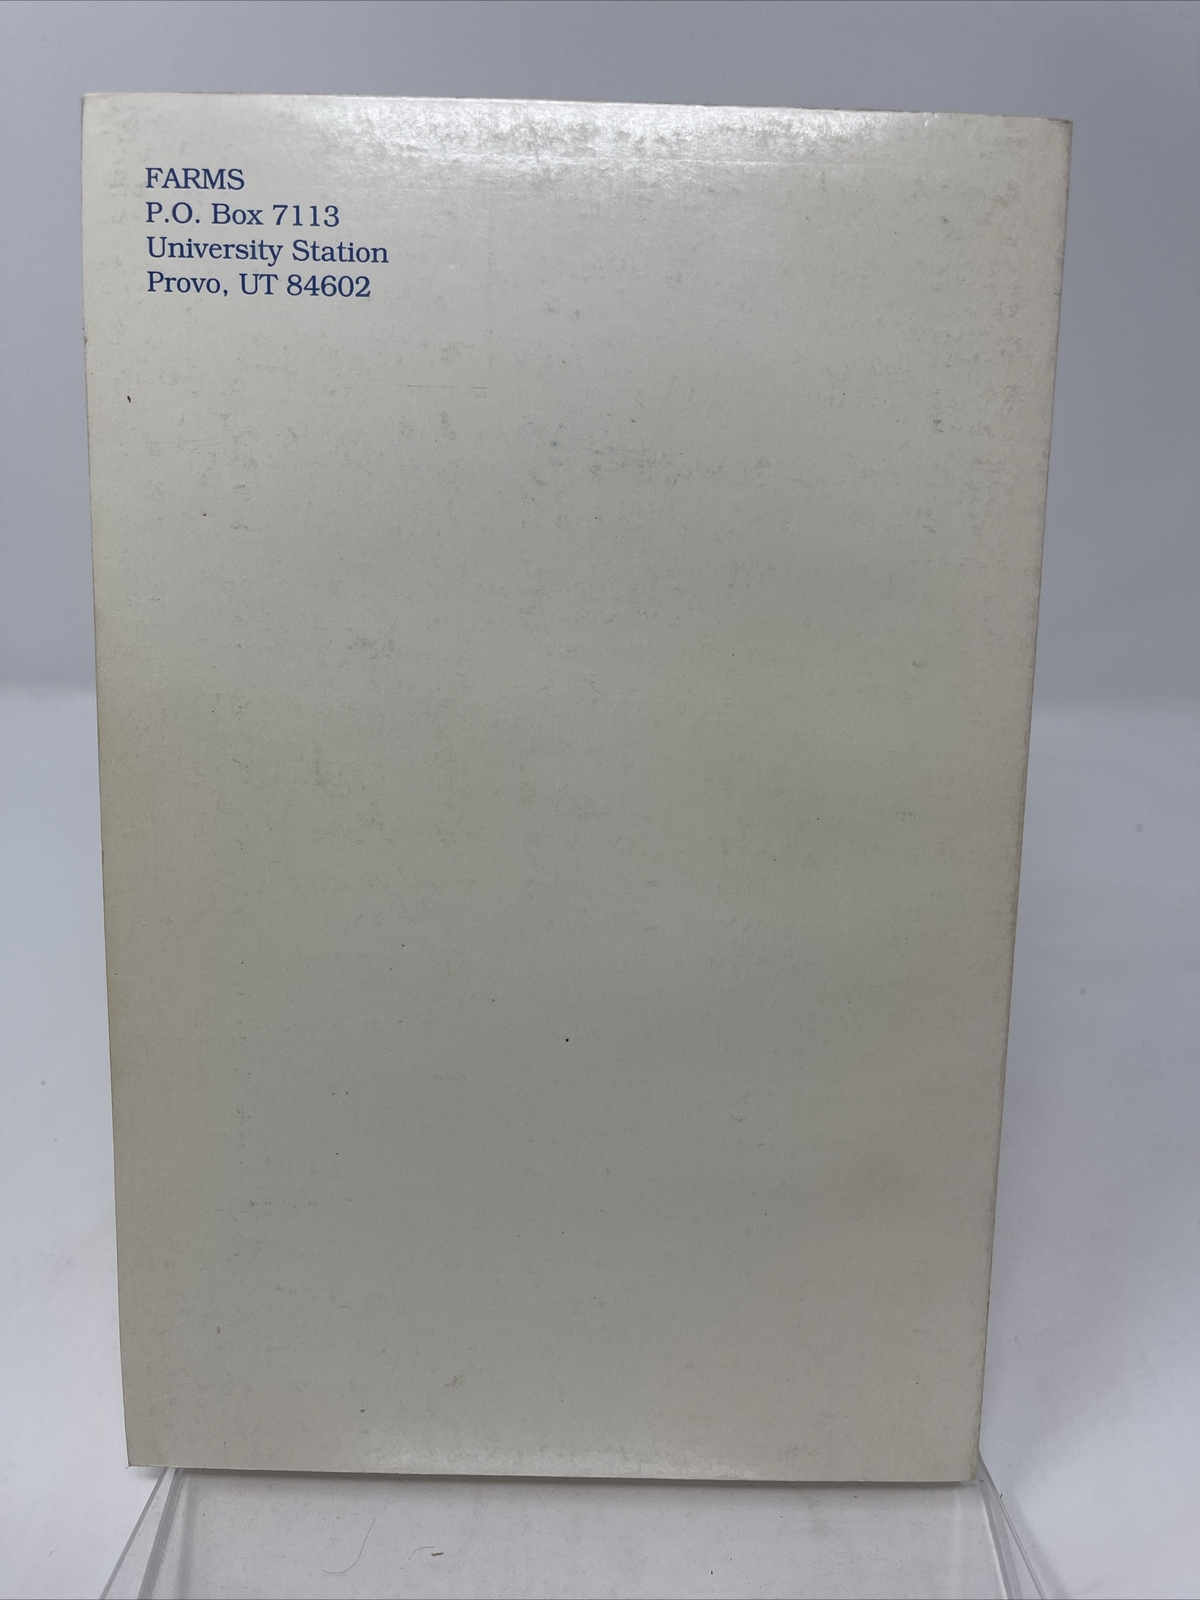 FARMS
P.O. Box 7113
University Station
Provo, UT 84602